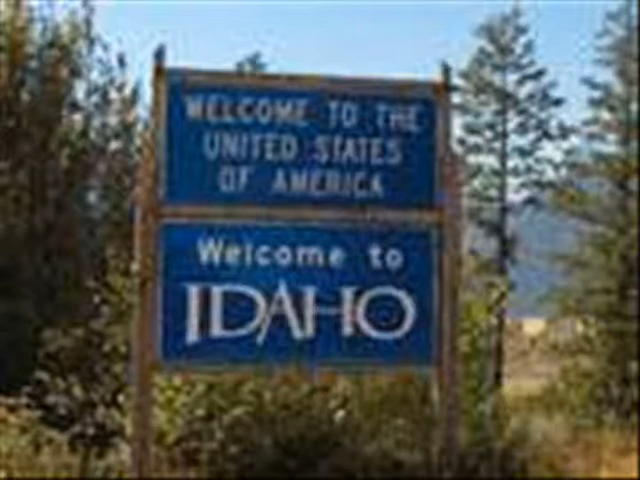 WELCOME TO THE
UNITED STATES
OF AMERICA
Welcome to
IDAHO